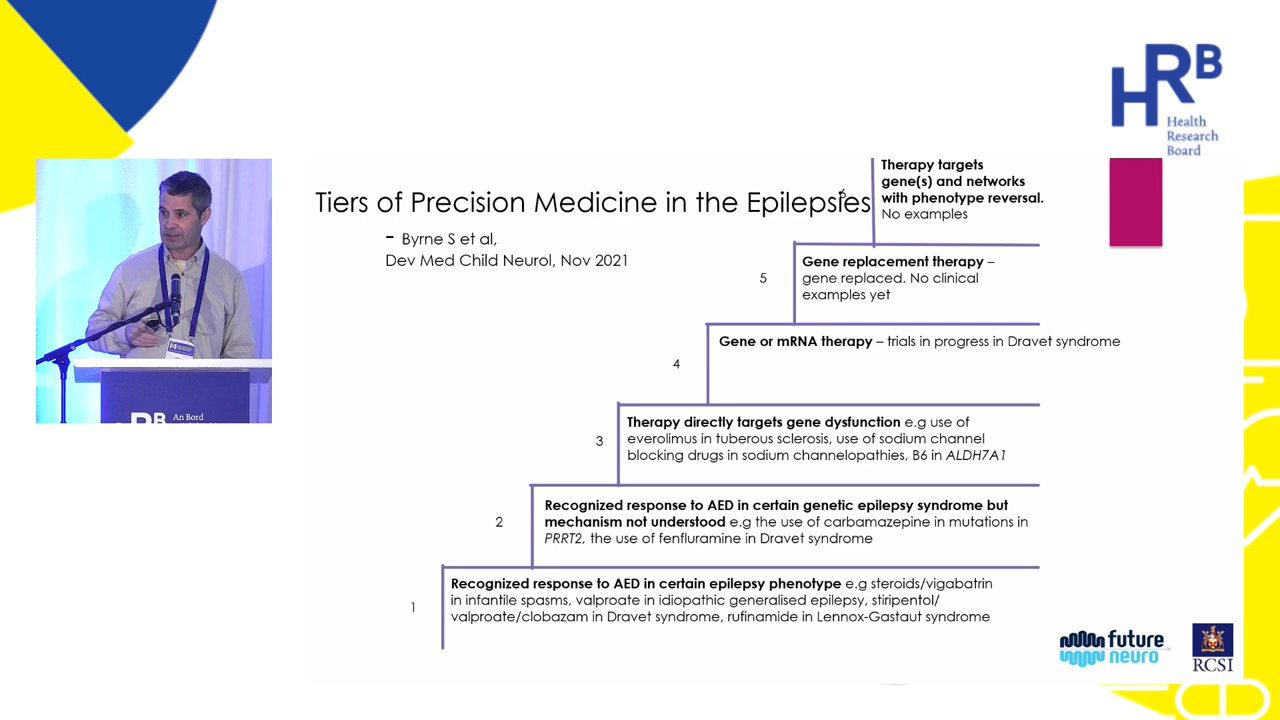 HRB
Health
Research
Board
Tiers of Precision Medicine in the Epilepsies
- Byrne S et al,
Dev Med Child Neurol, Nov 2021
6
Therapy targets
gene(s) and networks
with phenotype reversal.
No examples
5
Gene replacement therapy –
gene replaced. No clinical
examples yet
4
Gene or mRNA therapy – trials in progress in Dravet syndrome
3
Therapy directly targets gene dysfunction e.g use of
everolimus in tuberous sclerosis, use of sodium channel
blocking drugs in sodium channelopathies, B6 in ALDH7A1
2
Recognized response to AED in certain genetic epilepsy syndrome but
mechanism not understood e.g the use of carbamazepine in mutations in
PRRT2, the use of fenfluramine in Dravet syndrome
1
Recognized response to AED in certain epilepsy phenotype e.g steroids/vigabatrin
in infantile spasms, valproate in idiopathic generalised epilepsy, stiripentol/
valproate/clobazam in Dravet syndrome, rufinamide in Lennox-Gastaut syndrome
An Bord
future
neuro
RCSI